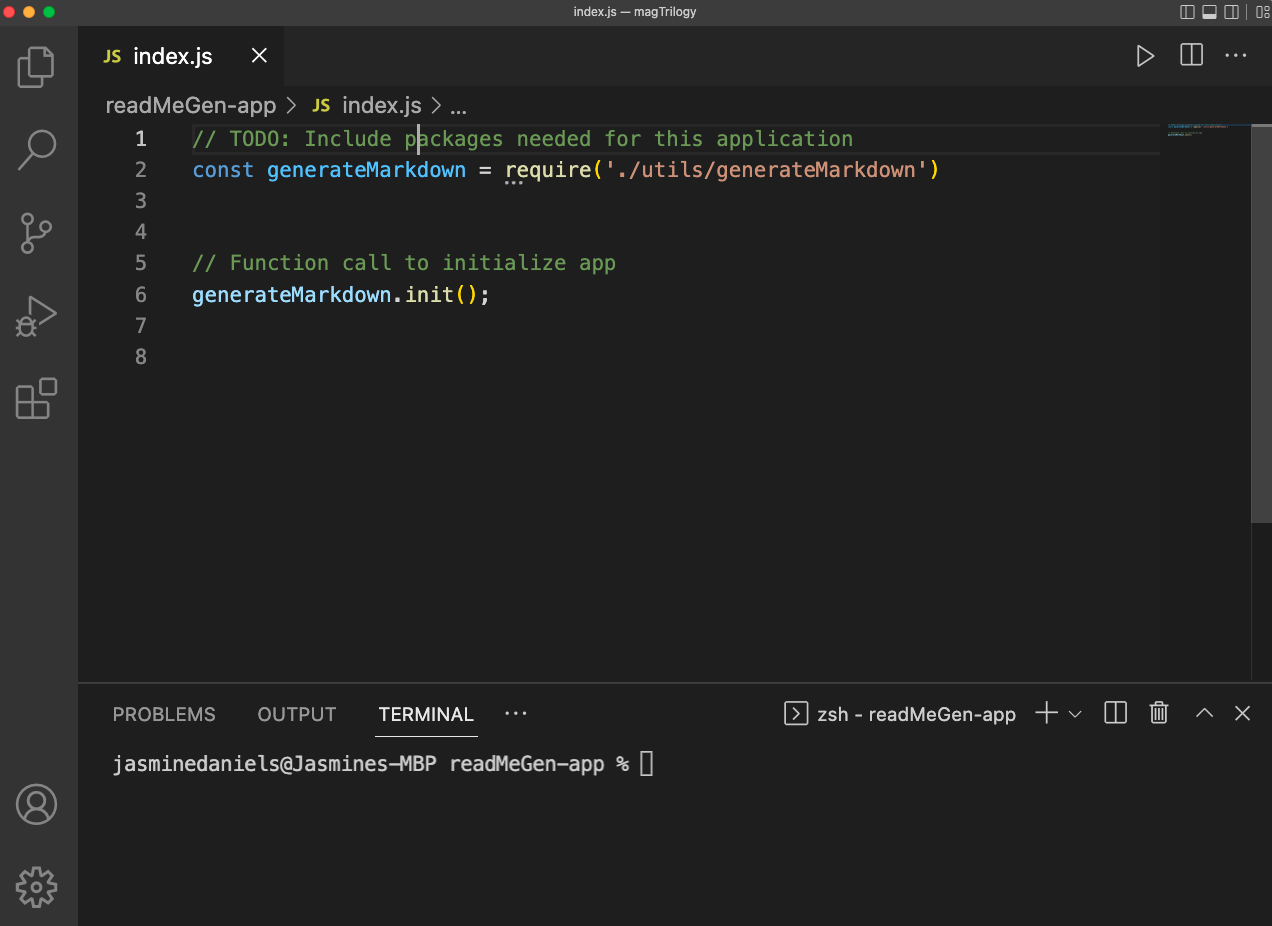 index.js — magTrilogy
JS index.js
readMeGen-app > JS index.js > ...
1 // TODO: Include packages needed for this application
2 const generateMarkdown = require('./utils/generateMarkdown')
3
4
5 // Function call to initialize app
6 generateMarkdown.init();
7
8
PROBLEMS OUTPUT TERMINAL ... zsh - readMeGen-app
jasminedaniels@Jasmines-MBP readMeGen-app %